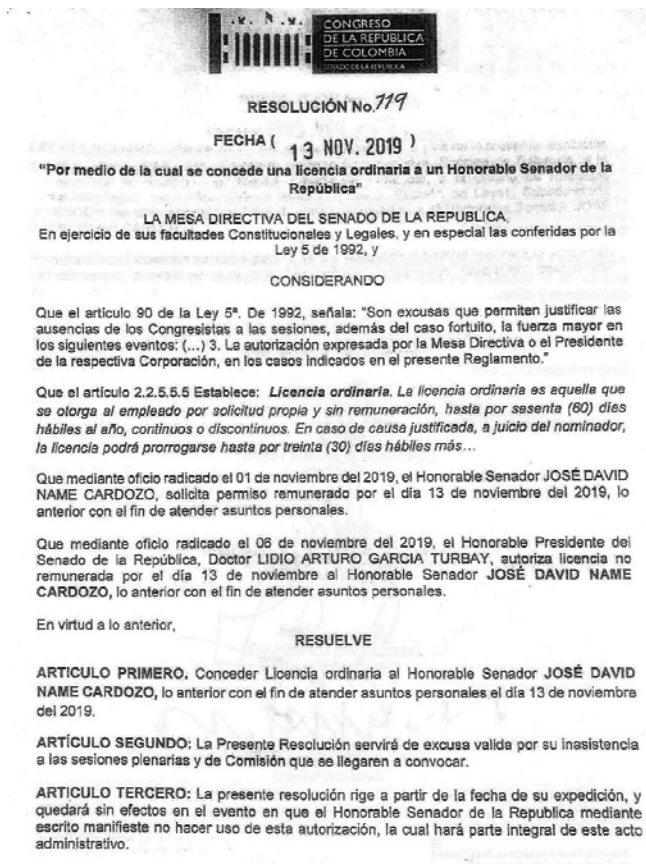 CONGRESO
DE LA REPÚBLICA
DE COLOMBIA
SENADO DE LA REPÚBLICA
RESOLUCIÓN No. 119
FECHA ( 13 NOV. 2019 )
"Por medio de la cual se concede una licencia ordinaria a un Honorable Senador de la
República"
LA MESA DIRECTIVA DEL SENADO DE LA REPUBLICA,
En ejercicio de sus facultades Constitucionales y Legales, y en especial las conferidas por la
Ley 5 de 1992, y
CONSIDERANDO
Que el artículo 90 de la Ley 5ª. De 1992, señala: "Son excusas que permiten justificar las
ausencias de los Congresistas a las sesiones, además del caso fortuito, la fuerza mayor en
los siguientes eventos: (...) 3. La autorización expresada por la Mesa Directiva o el Presidente
de la respectiva Corporación, en los casos indicados en el presente Reglamento."
Que el artículo 2.2.5.5.5 Establece: Licencia ordinaria. La licencia ordinaria es aquella que
se otorga al empleado por solicitud propia y sin remuneración, hasta por sesenta (60) días
hábiles al año, continuos o discontinuos. En caso de causa justificada, a juicio del nominador,
la licencia podrá prorrogarse hasta por treinta (30) días hábiles más...
Que mediante oficio radicado el 01 de noviembre del 2019, el Honorable Senador JOSÉ DAVID
NAME CARDOZO, solicita permiso remunerado por el día 13 de noviembre del 2019, lo
anterior con el fin de atender asuntos personales.
Que mediante oficio radicado el 06 de noviembre del 2019, el Honorable Presidente del
Senado de la República, Doctor LIDIO ARTURO GARCIA TURBAY, autoriza licencia no
remunerada por el día 13 de noviembre al Honorable Senador JOSÉ DAVID NAME
CARDOZO, lo anterior con el fin de atender asuntos personales.
En virtud a lo anterior,
RESUELVE
ARTICULO PRIMERO. Conceder Licencia ordinaria al Honorable Senador JOSÉ DAVID
NAME CARDOZO, lo anterior con el fin de atender asuntos personales el día 13 de noviembre
del 2019.
ARTÍCULO SEGUNDO: La Presente Resolución servirá de excusa valida por su inasistencia
a las sesiones plenarias y de Comisión que se llegaren a convocar.
ARTICULO TERCERO: La presente resolución rige a partir de la fecha de su expedición, y
quedará sin efectos en el evento en que el Honorable Senador de la Republica mediante
escrito manifieste no hacer uso de esta autorización, la cual hará parte integral de este acto
administrativo.